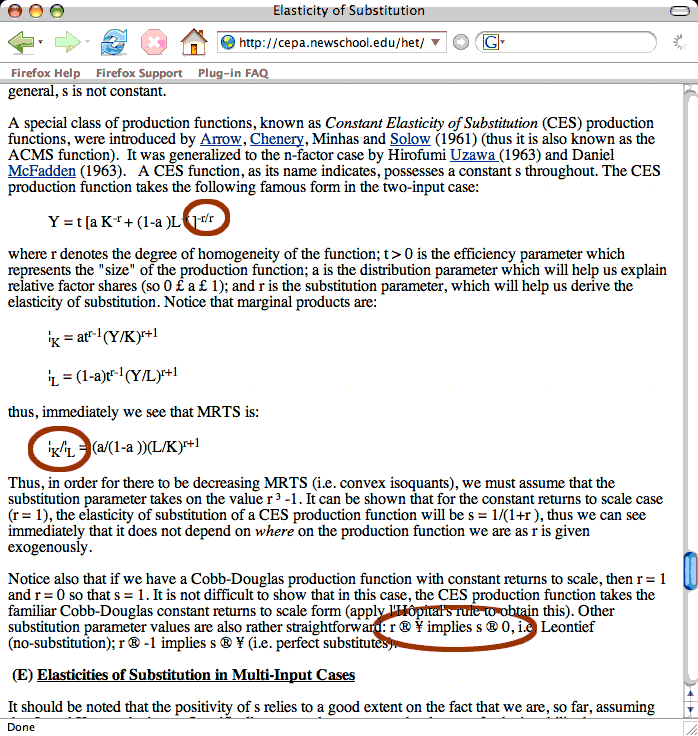 Elasticity of Substitution
http://cepa.newschool.edu/het/
G
Firefox Help Firefox Support Plug-in FAQ
general, s is not constant.
A special class of production functions, known as Constant Elasticity of Substitution (CES) production
functions, were introduced by Arrow, Chenery, Minhas and Solow (1961) (thus it is also known as the
ACMS function). It was generalized to the n-factor case by Hirofumi Uzawa (1963) and Daniel
McFadden (1963). A CES function, as its name indicates, possesses a constant s throughout. The CES
production function takes the following famous form in the two-input case:
Y = t [a K-r + (1-a )L-r]-r/r
where r denotes the degree of homogeneity of the function; t > 0 is the efficiency parameter which
represents the "size" of the production function; a is the distribution parameter which will help us explain
relative factor shares (so 0 £ a £ 1); and r is the substitution parameter, which will help us derive the
elasticity of substitution. Notice that marginal products are:
¦K = atr-1(Y/K)r+1
¦L = (1-a)tr-1(Y/L)r+1
thus, immediately we see that MRTS is:
¦K/¦L = (a/(1-a ))(L/K)r+1
Thus, in order for there to be decreasing MRTS (i.e. convex isoquants), we must assume that the
substitution parameter takes on the value r ³ -1. It can be shown that for the constant returns to scale case
(r = 1), the elasticity of substitution of a CES production function will be s = 1/(1+r ), thus we can see
immediately that it does not depend on where on the production function we are as r is given
exogenously.
Notice also that if we have a Cobb-Douglas production function with constant returns to scale, then r = 1
and r = 0 so that s = 1. It is not difficult to show that in this case, the CES production function takes the
familiar Cobb-Douglas constant returns to scale form (apply l'Hôpital's rule to obtain this). Other
substitution parameter values are also rather straightforward: r ® ¥ implies s ® 0, i.e. Leontief
(no-substitution); r ® -1 implies s ® ¥ (i.e. perfect substitutes).
(E) Elasticities of Substitution in Multi-Input Cases
It should be noted that the positivity of s relies to a good extent on the fact that we are, so far, assuming
Done